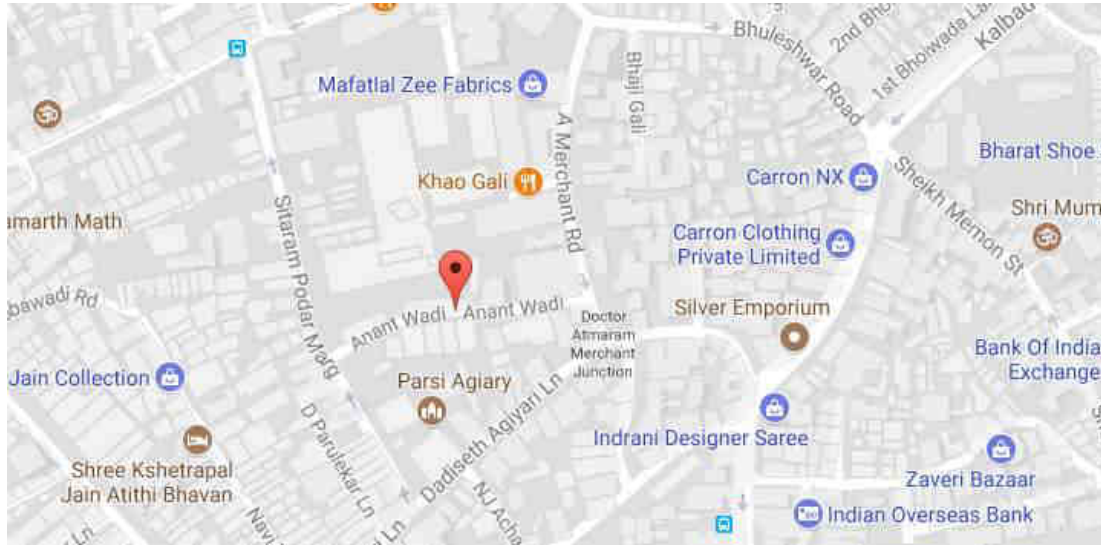 Bhuleshwar Road
2nd Bho
1st Bhoiwada La
Kalbad
Mafatlal Zee Fabrics
Bhaji Gali
A Merchant Rd
Bharat Shoe
Khao Gali
Carron NX
Sheikh Memon St
amarth Math
Sitaram Podar Marg
Shri Mum
Carron Clothing
Private Limited
bawadi Rd
Anant Wadi
Anant Wadi
Silver Emporium
Doctor
Atmaram
Merchant
Junction
Bank Of India
Exchange
Jain Collection
Parsi Agiary
Dadiseth Agiyari Ln
D Parulekar Ln
Indrani Designer Saree
Shree Kshetrapal
Jain Atithi Bhavan
Zaveri Bazaar
NJ Acha
Navi
Ln
Indian Overseas Bank